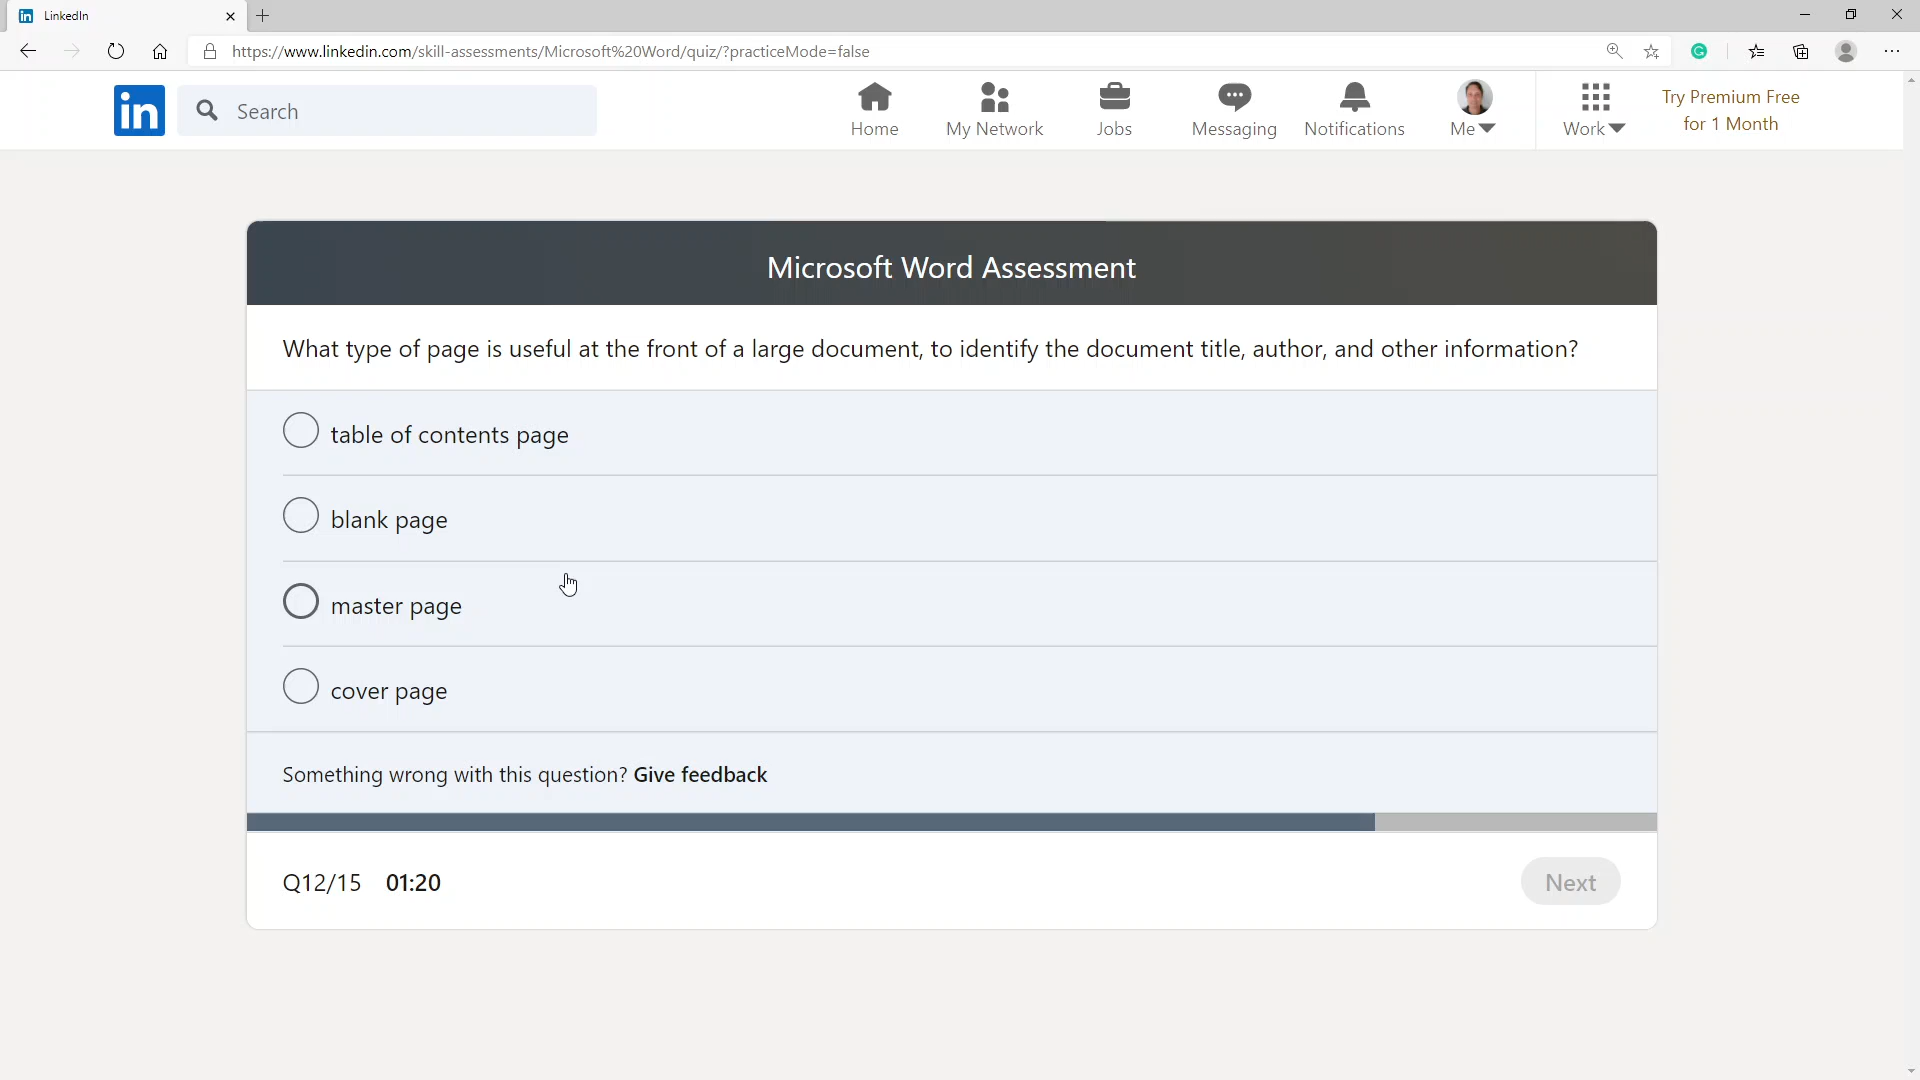 LinkedIn
https://www.linkedin.com/skill-assessments/Microsoft%20Word/quiz/?practiceMode=false
in
Search
Home
My Network
Jobs
Messaging
Notifications
Me
Work
Try Premium Free
for 1 Month
Microsoft Word Assessment
What type of page is useful at the front of a large document, to identify the document title, author, and other information?
table of contents page
blank page
master page
cover page
Something wrong with this question? Give feedback
Q12/15 01:20
Next